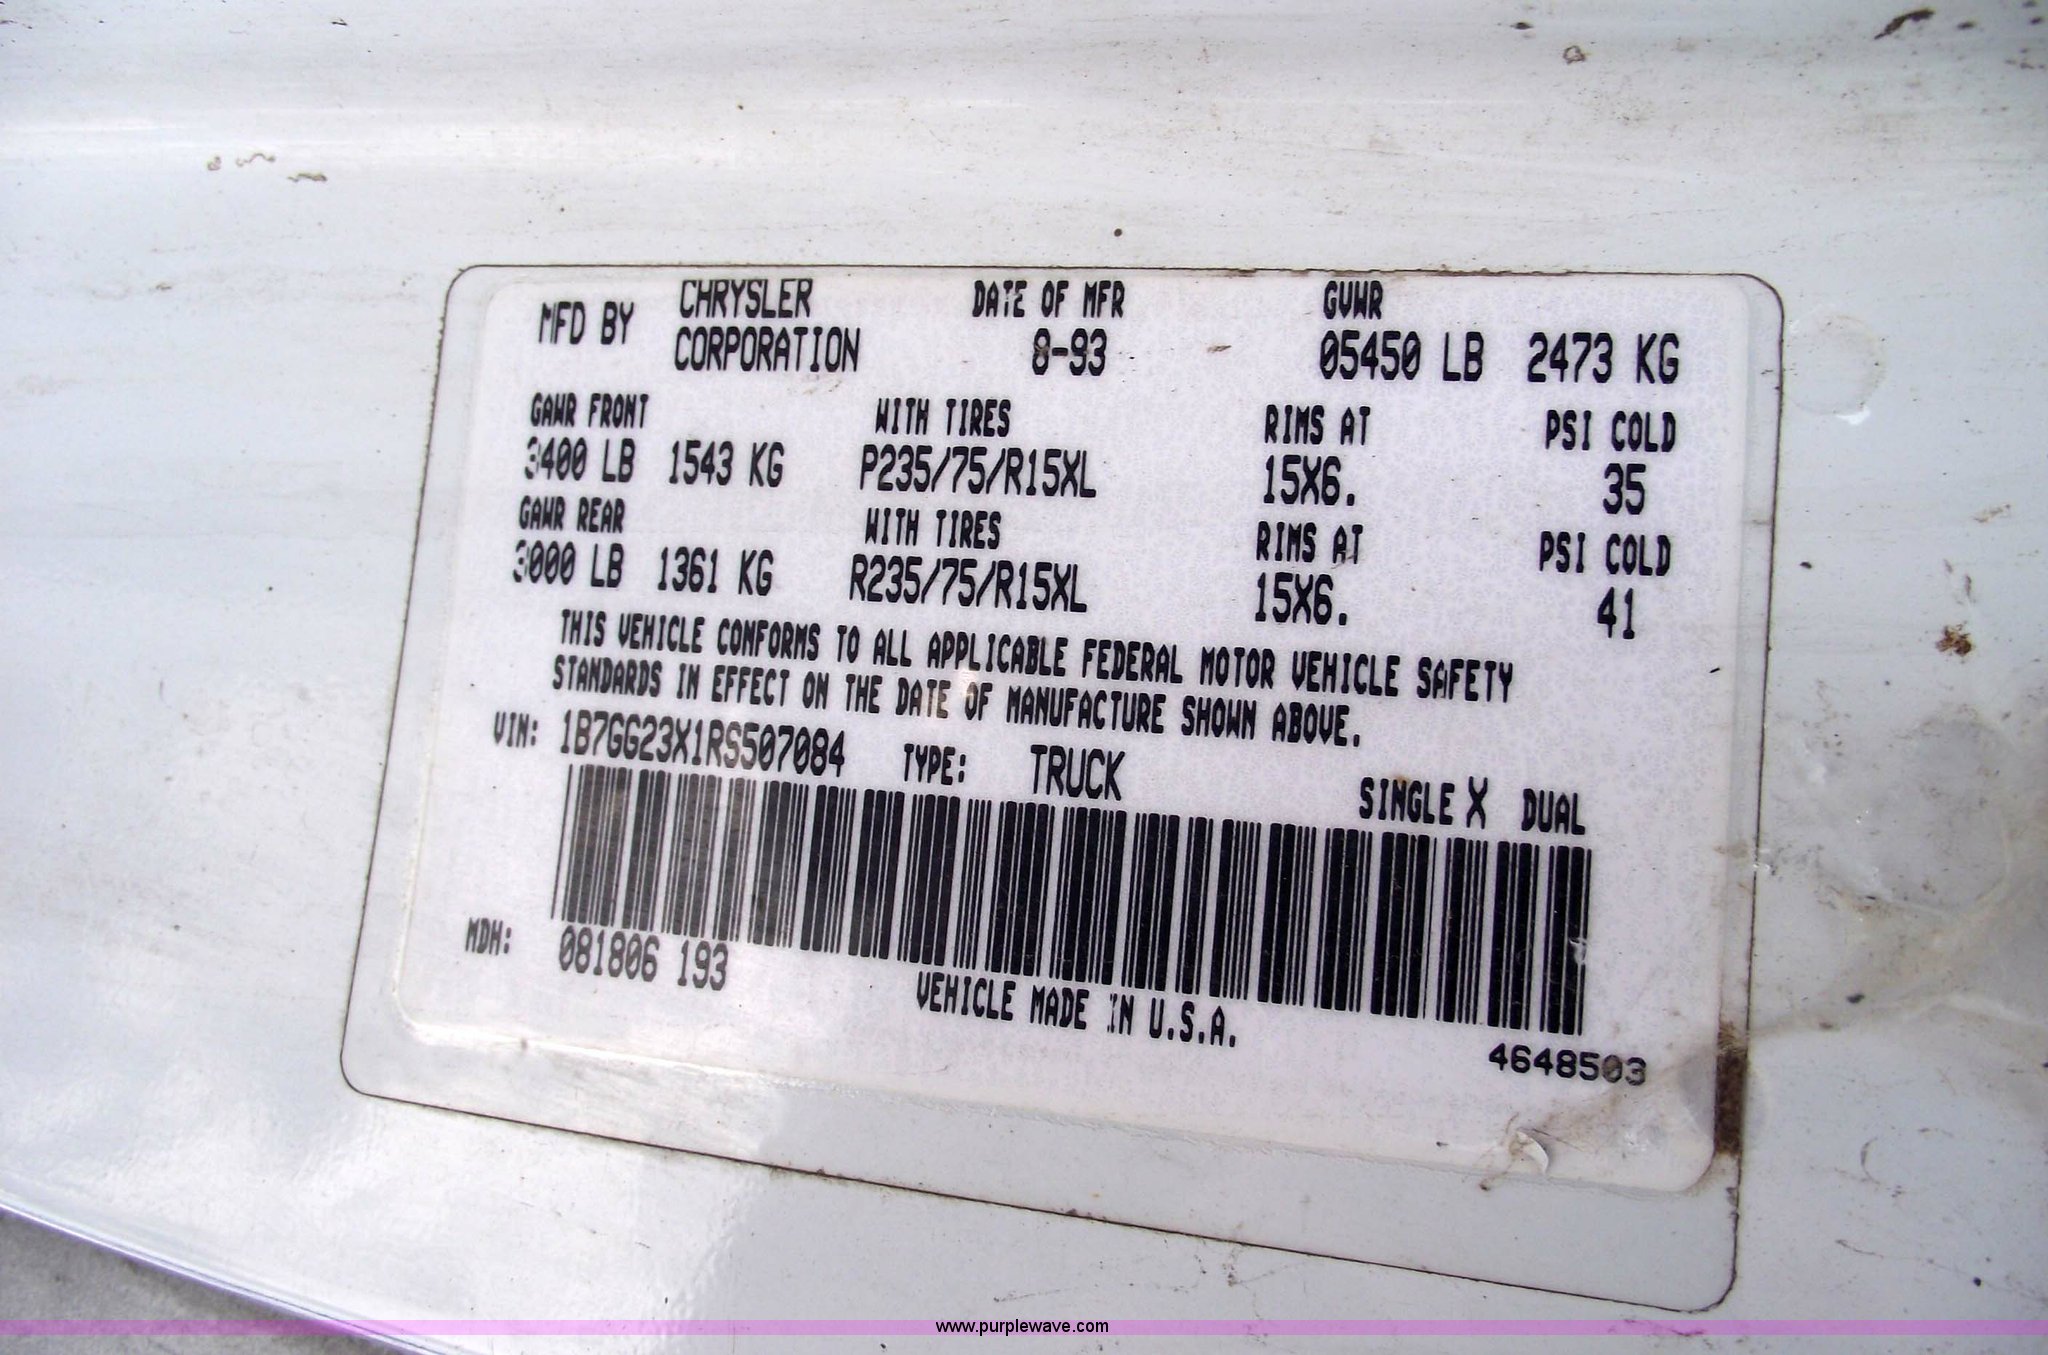 MFD BY CHRYSLER CORPORATION DATE OF MFR 8-93 GVWR 05450 LB 2473 KG
GAWR FRONT WITH TIRES RIMS AT PSI COLD
3400 LB 1543 KG P235/75/R15XL 15X6. 35
GAWR REAR WITH TIRES RIMS AT PSI COLD
3000 LB 1361 KG R235/75/R15XL 15X6. 41
THIS VEHICLE CONFORMS TO ALL APPLICABLE FEDERAL MOTOR VEHICLE SAFETY
STANDARDS IN EFFECT ON THE DATE OF MANUFACTURE SHOWN ABOVE.
VIN: 1B7GG23X1RS507084 TYPE: TRUCK SINGLE X DUAL
MDH: 081806 193
VEHICLE MADE IN U.S.A.
4648503
www.purplewave.com